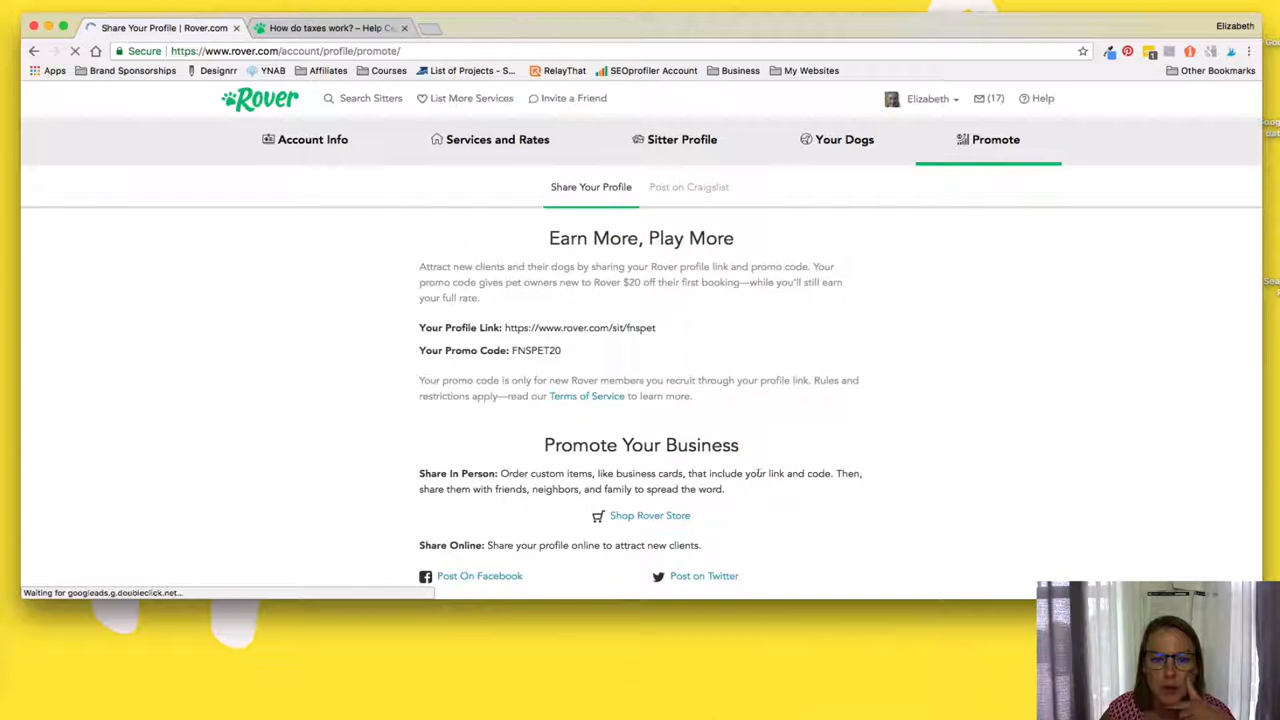 Share Your Profile | Rover.com
How do taxes work? – Help Ce
Elizabeth
Secure https://www.rover.com/account/profile/promote/
Apps Brand Sponsorships Designrr YNAB Affiliates Courses List of Projects - S... RelayThat SEOprofiler Account Business My Websites Other Bookmarks
Rover Search Sitters List More Services Invite a Friend Elizabeth (17) Help
Account Info Services and Rates Sitter Profile Your Dogs Promote
Share Your Profile Post on Craigslist
Earn More, Play More
Attract new clients and their dogs by sharing your Rover profile link and promo code. Your
promo code gives pet owners new to Rover $20 off their first booking—while you'll still earn
your full rate.
Your Profile Link: https://www.rover.com/sit/fnspet
Your Promo Code: FNSPET20
Your promo code is only for new Rover members you recruit through your profile link. Rules and
restrictions apply—read our Terms of Service to learn more.
Promote Your Business
Share In Person: Order custom items, like business cards, that include your link and code. Then,
share them with friends, neighbors, and family to spread the word.
Shop Rover Store
Share Online: Share your profile online to attract new clients.
Post On Facebook Post on Twitter
Waiting for googleads.g.doubleclick.net...